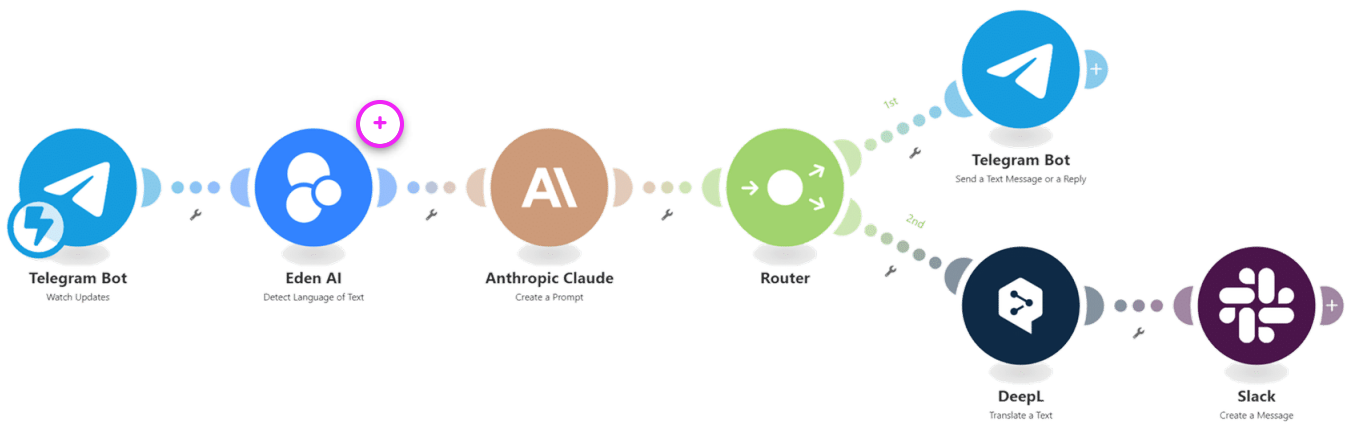 Telegram Bot
Watch Updates
Eden AI
Detect Language of Text
Anthropic Claude
Create a Prompt
Router
1st
Telegram Bot
Send a Text Message or a Reply
2nd
DeepL
Translate a Text
Slack
Create a Message